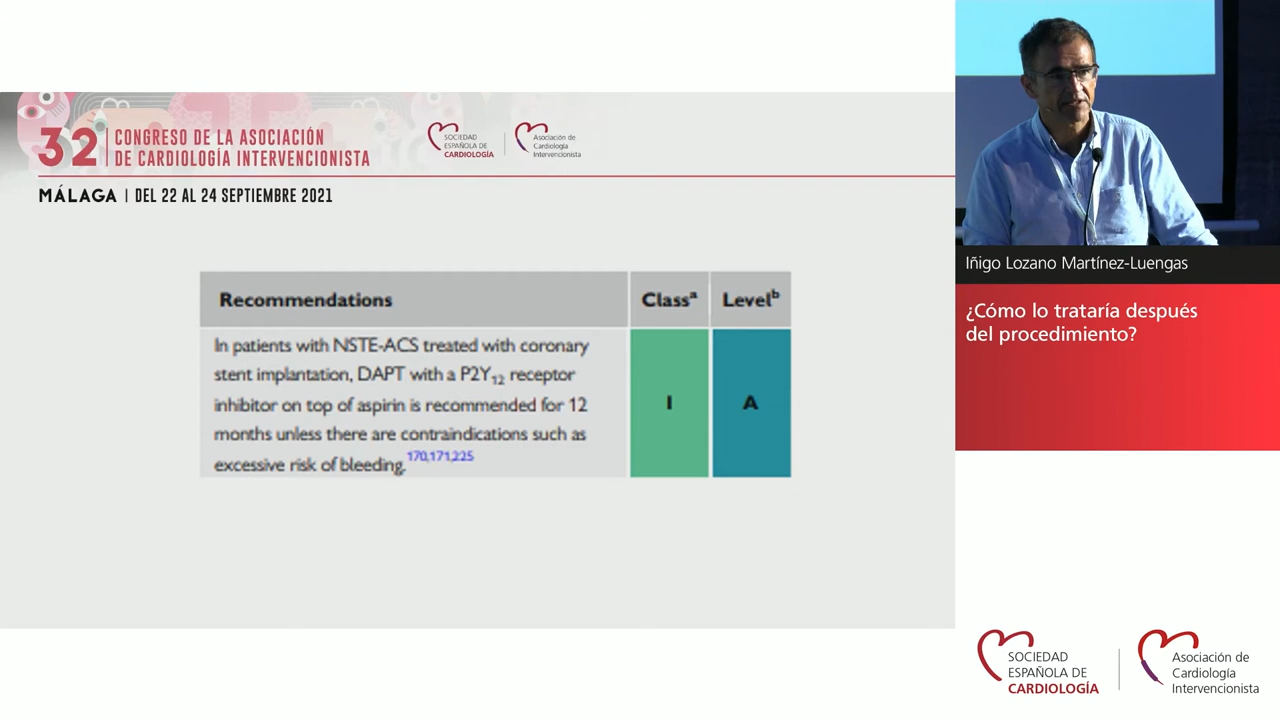 32
CONGRESO DE LA ASOCIACIÓN
DE CARDIOLOGÍA INTERVENCIONISTA
SOCIEDAD
ESPAÑOLA DE
CARDIOLOGÍA
Asociación de
Cardiología
Intervencionista
MÁLAGA | DEL 22 AL 24 SEPTIEMBRE 2021
Recommendations Classᵃ Levelᵇ
In patients with NSTE-ACS treated with coronary
stent implantation, DAPT with a P2Y₁₂ receptor
inhibitor on top of aspirin is recommended for 12
months unless there are contraindications such as
excessive risk of bleeding.170,171,225
I A
Iñigo Lozano Martínez-Luengas
¿Cómo lo trataría después
del procedimiento?
SOCIEDAD
ESPAÑOLA DE
CARDIOLOGÍA
Asociación de
Cardiología
Intervencionista